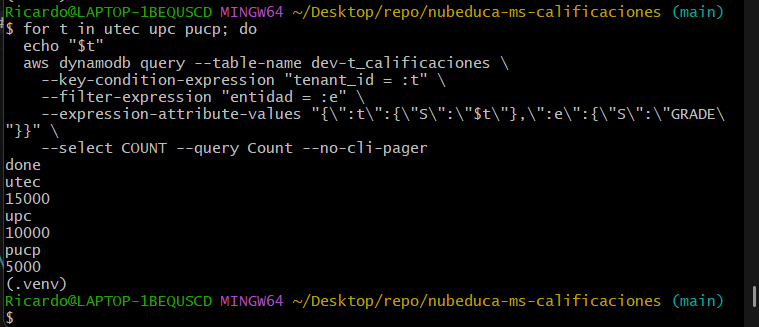 Ricardo@LAPTOP-1BEQUSCD MINGW64 ~/Desktop/repo/nubeduca-ms-calificaciones (main)
$ for t in utec upc pucp; do
  echo "$t"
  aws dynamodb query --table-name dev-t_calificaciones \
    --key-condition-expression "tenant_id = :t" \
    --filter-expression "entidad = :e" \
    --expression-attribute-values "{\":t\":{\"S\":\"$t\"},\":e\":{\"S\":\"GRADE\
"}}" \
    --select COUNT --query Count --no-cli-pager
done
utec
15000
upc
10000
pucp
5000
(.venv)
Ricardo@LAPTOP-1BEQUSCD MINGW64 ~/Desktop/repo/nubeduca-ms-calificaciones (main)
$